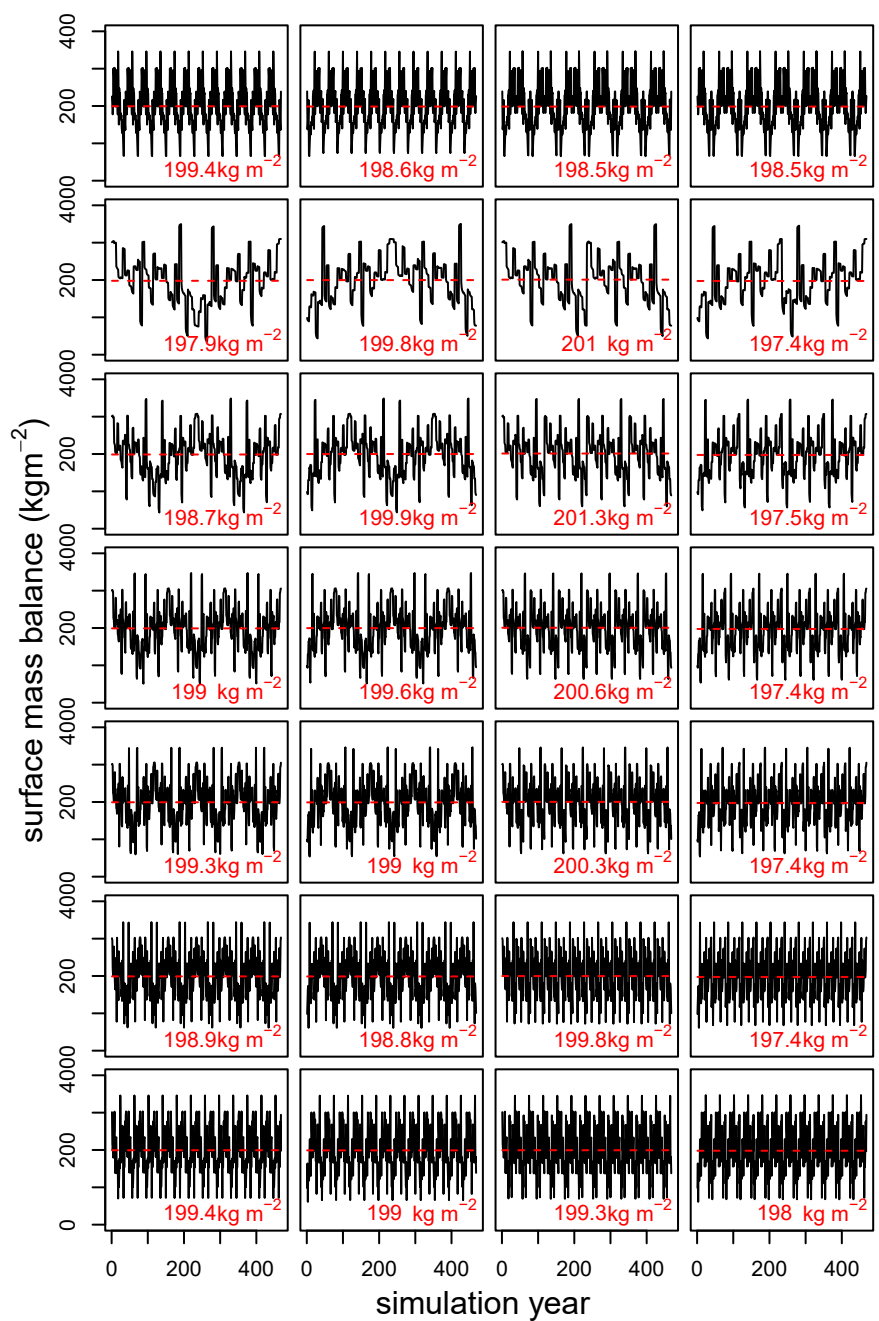 surface mass balance (kgm−2)
400
200
199.4kg m−2
198.6kg m−2
198.5kg m−2
198.5kg m−2
4000
200
197.9kg m−2
199.8kg m−2
201 kg m−2
197.4kg m−2
4000
200
198.7kg m−2
199.9kg m−2
201.3kg m−2
197.5kg m−2
4000
200
199 kg m−2
199.6kg m−2
200.6kg m−2
197.4kg m−2
4000
200
199.3kg m−2
199 kg m−2
200.3kg m−2
197.4kg m−2
4000
200
198.9kg m−2
198.8kg m−2
199.8kg m−2
197.4kg m−2
4000
200
0
199.4kg m−2
199 kg m−2
199.3kg m−2
198 kg m−2
0 200 400 0 200 400 0 200 400 0 200 400
simulation year